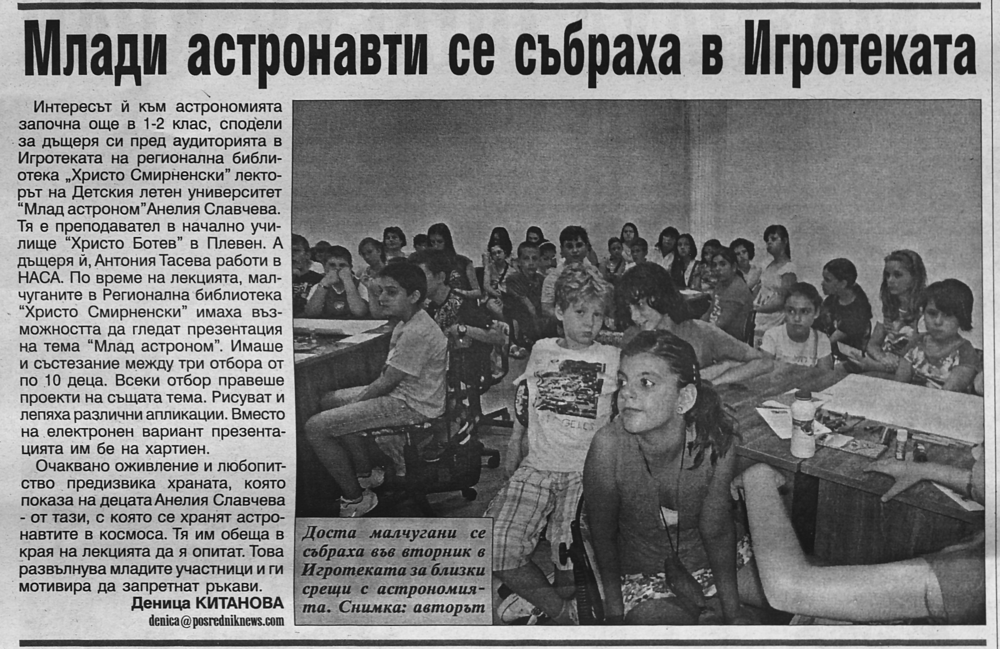 Млади астронавти се събраха в Игротеката
Интересът й към астрономията
започна още в 1-2 клас, сподели
за дъщеря си пред аудиторията в
Игротеката на регионална библи-
отека „Христо Смирненски” лекто-
рът на Детския летен университет
“Млад астроном”Анелия Славчева.
Тя е преподавател в начално учи-
лище “Христо Ботев” в Плевен. А
дъщеря й, Антония Тасева работи в
НАСА. По време на лекцията, мал-
чуганите в Регионална библиотека
“Христо Смирненски” имаха въз-
можността да гледат презентация
на тема “Млад астроном”. Имаше
и състезание между три отбора от
по 10 деца. Всеки отбор правеше
проекти на същата тема. Рисуват и
лепяха различни апликации. Вместо
на електронен вариант презента-
цията им бе на хартиен.
Очаквано оживление и любопит-
ство предизвика храната, която
показа на децата Анелия Славчева
- от тази, с която се хранят астро-
навтите в космоса. Тя им обеща в
края на лекцията да я опитат. Това
развълнува младите участници и ги
мотивира да запретнат ръкави.
Деница КИТАНОВА
denica@posredniknews.com
Доста малчугани се
събраха във вторник в
Игротеката за близки
срещи с астрономия-
та. Снимка: авторът